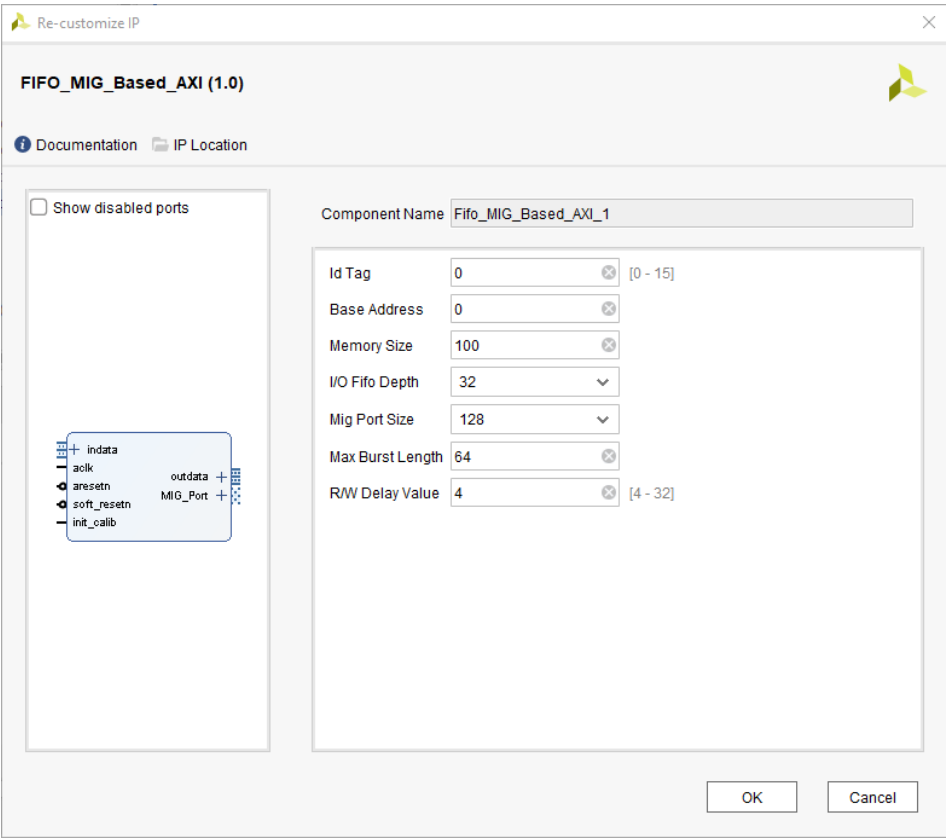 Re-customize IP
FIFO_MIG_Based_AXI (1.0)
Documentation IP Location
Show disabled ports
indata
aclk
aresetn
soft_resetn
init_calib
outdata
MIG_Port
Component Name Fifo_MIG_Based_AXI_1
Id Tag 0 [0 - 15]
Base Address 0
Memory Size 100
I/O Fifo Depth 32
Mig Port Size 128
Max Burst Length 64
R/W Delay Value 4 [4 - 32]
OK Cancel